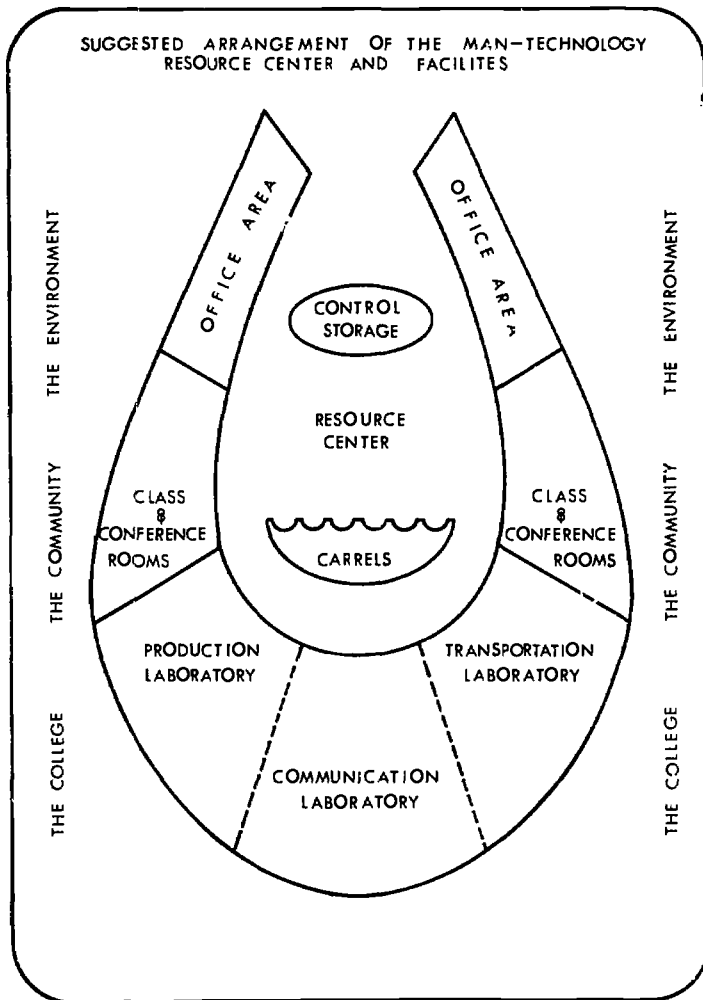 SUGGESTED ARRANGEMENT OF THE MAN-TECHNOLOGY
RESOURCE CENTER AND FACILITES
OFFICE AREA
OFFICE AREA
THE ENVIRONMENT
THE ENVIRONMENT
CONTROL
STORAGE
RESOURCE
CENTER
CLASS
&
CONFERENCE
ROOMS
CLASS
&
CONFERENCE
ROOMS
THE COMMUNITY
THE COMMUNITY
CARRELS
PRODUCTION
LABORATORY
TRANSPORTATION
LABORATORY
COMMUNICATION
LABORATORY
THE COLLEGE
THE COLLEGE